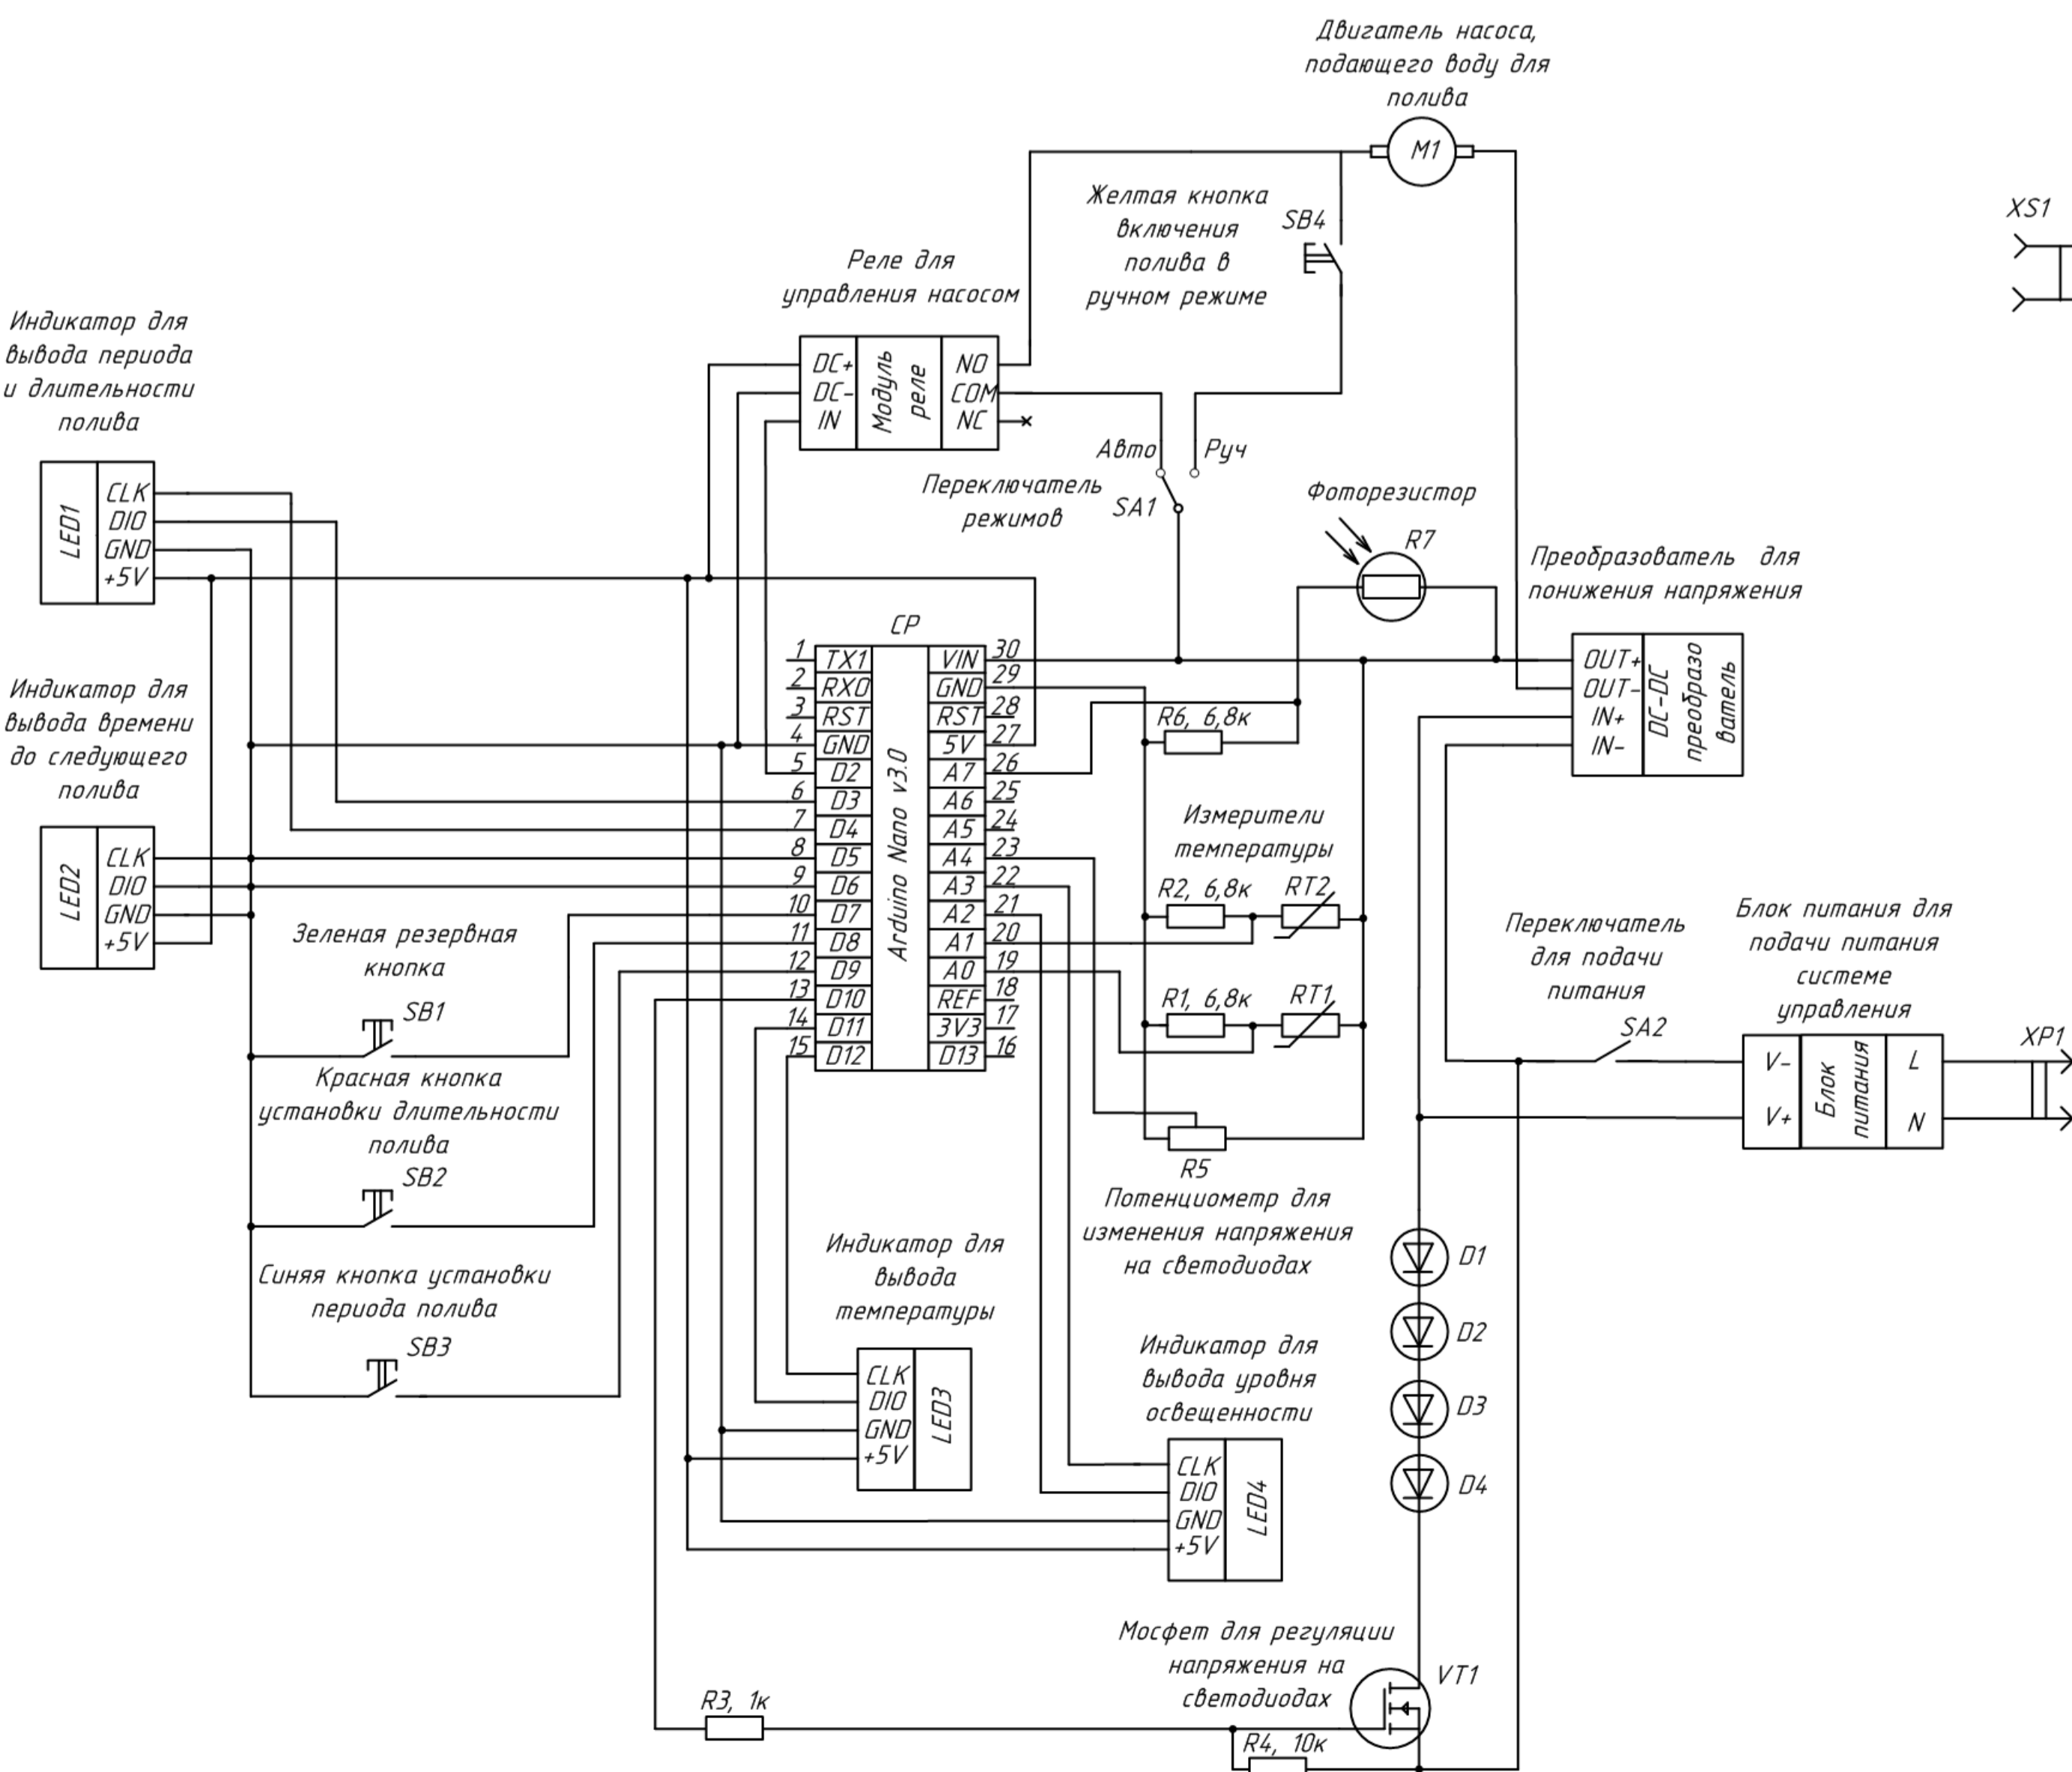 Двигатель насоса,
подающего воду для
полива
M1
XS1
Желтая кнопка
включения
полива в
ручном режиме
SB4
Реле для
управления насосом
DC+
DC-
IN
Модуль
реле
NO
COM
NC
Авто
Руч
Переключатель
режимов
SA1
Индикатор для
вывода периода
и длительности
полива
LED1
CLK
DIO
GND
+5V
Фоторезистор
R7
Преобразователь для
понижения напряжения
OUT+
OUT-
IN+
IN-
DC-DC
преобразо
ватель
Индикатор для
вывода времени
до следующего
полива
LED2
CLK
DIO
GND
+5V
CP
1 TX1
2 RX0
3 RST
4 GND
5 D2
6 D3
7 D4
8 D5
9 D6
10 D7
11 D8
12 D9
13 D10
14 D11
15 D12
Arduino Nano v3.0
VIN 30
GND 29
RST 28
5V 27
A7 26
A6 25
A5 24
A4 23
A3 22
A2 21
A1 20
A0 19
REF 18
3V3 17
D13 16
R6, 6,8к
Измерители
температуры
R2, 6,8к
RT2
R1, 6,8к
RT1
R5
Потенциометр для
изменения напряжения
на светодиодах
Переключатель
для подачи
питания
SA2
Блок питания для
подачи питания
системе
управления
V-
V+
Блок
питания
L
N
XP1
Зеленая резервная
кнопка
SB1
Красная кнопка
установки длительности
полива
SB2
Синяя кнопка установки
периода полива
SB3
Индикатор для
вывода
температуры
CLK
DIO
GND
+5V
LED3
Индикатор для
вывода уровня
освещенности
CLK
DIO
GND
+5V
LED4
D1
D2
D3
D4
Мосфет для регуляции
напряжения на
светодиодах
VT1
R3, 1к
R4, 10к